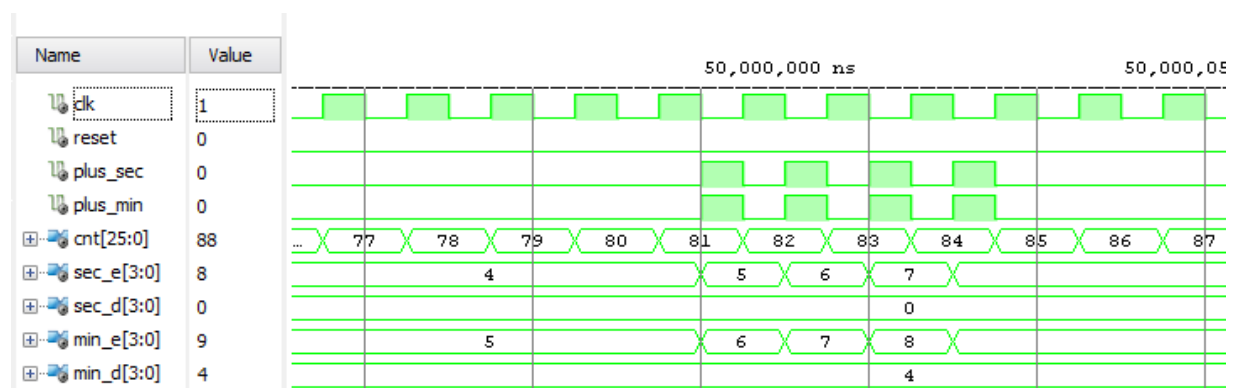 Name Value
50,000,000 ns 50,000,05
clk 1
reset 0
plus_sec 0
plus_min 0
cnt[25:0] 88 ... 77 78 79 80 81 82 83 84 85 86 87
sec_e[3:0] 8 4 5 6 7
sec_d[3:0] 0 0
min_e[3:0] 9 5 6 7 8
min_d[3:0] 4 4